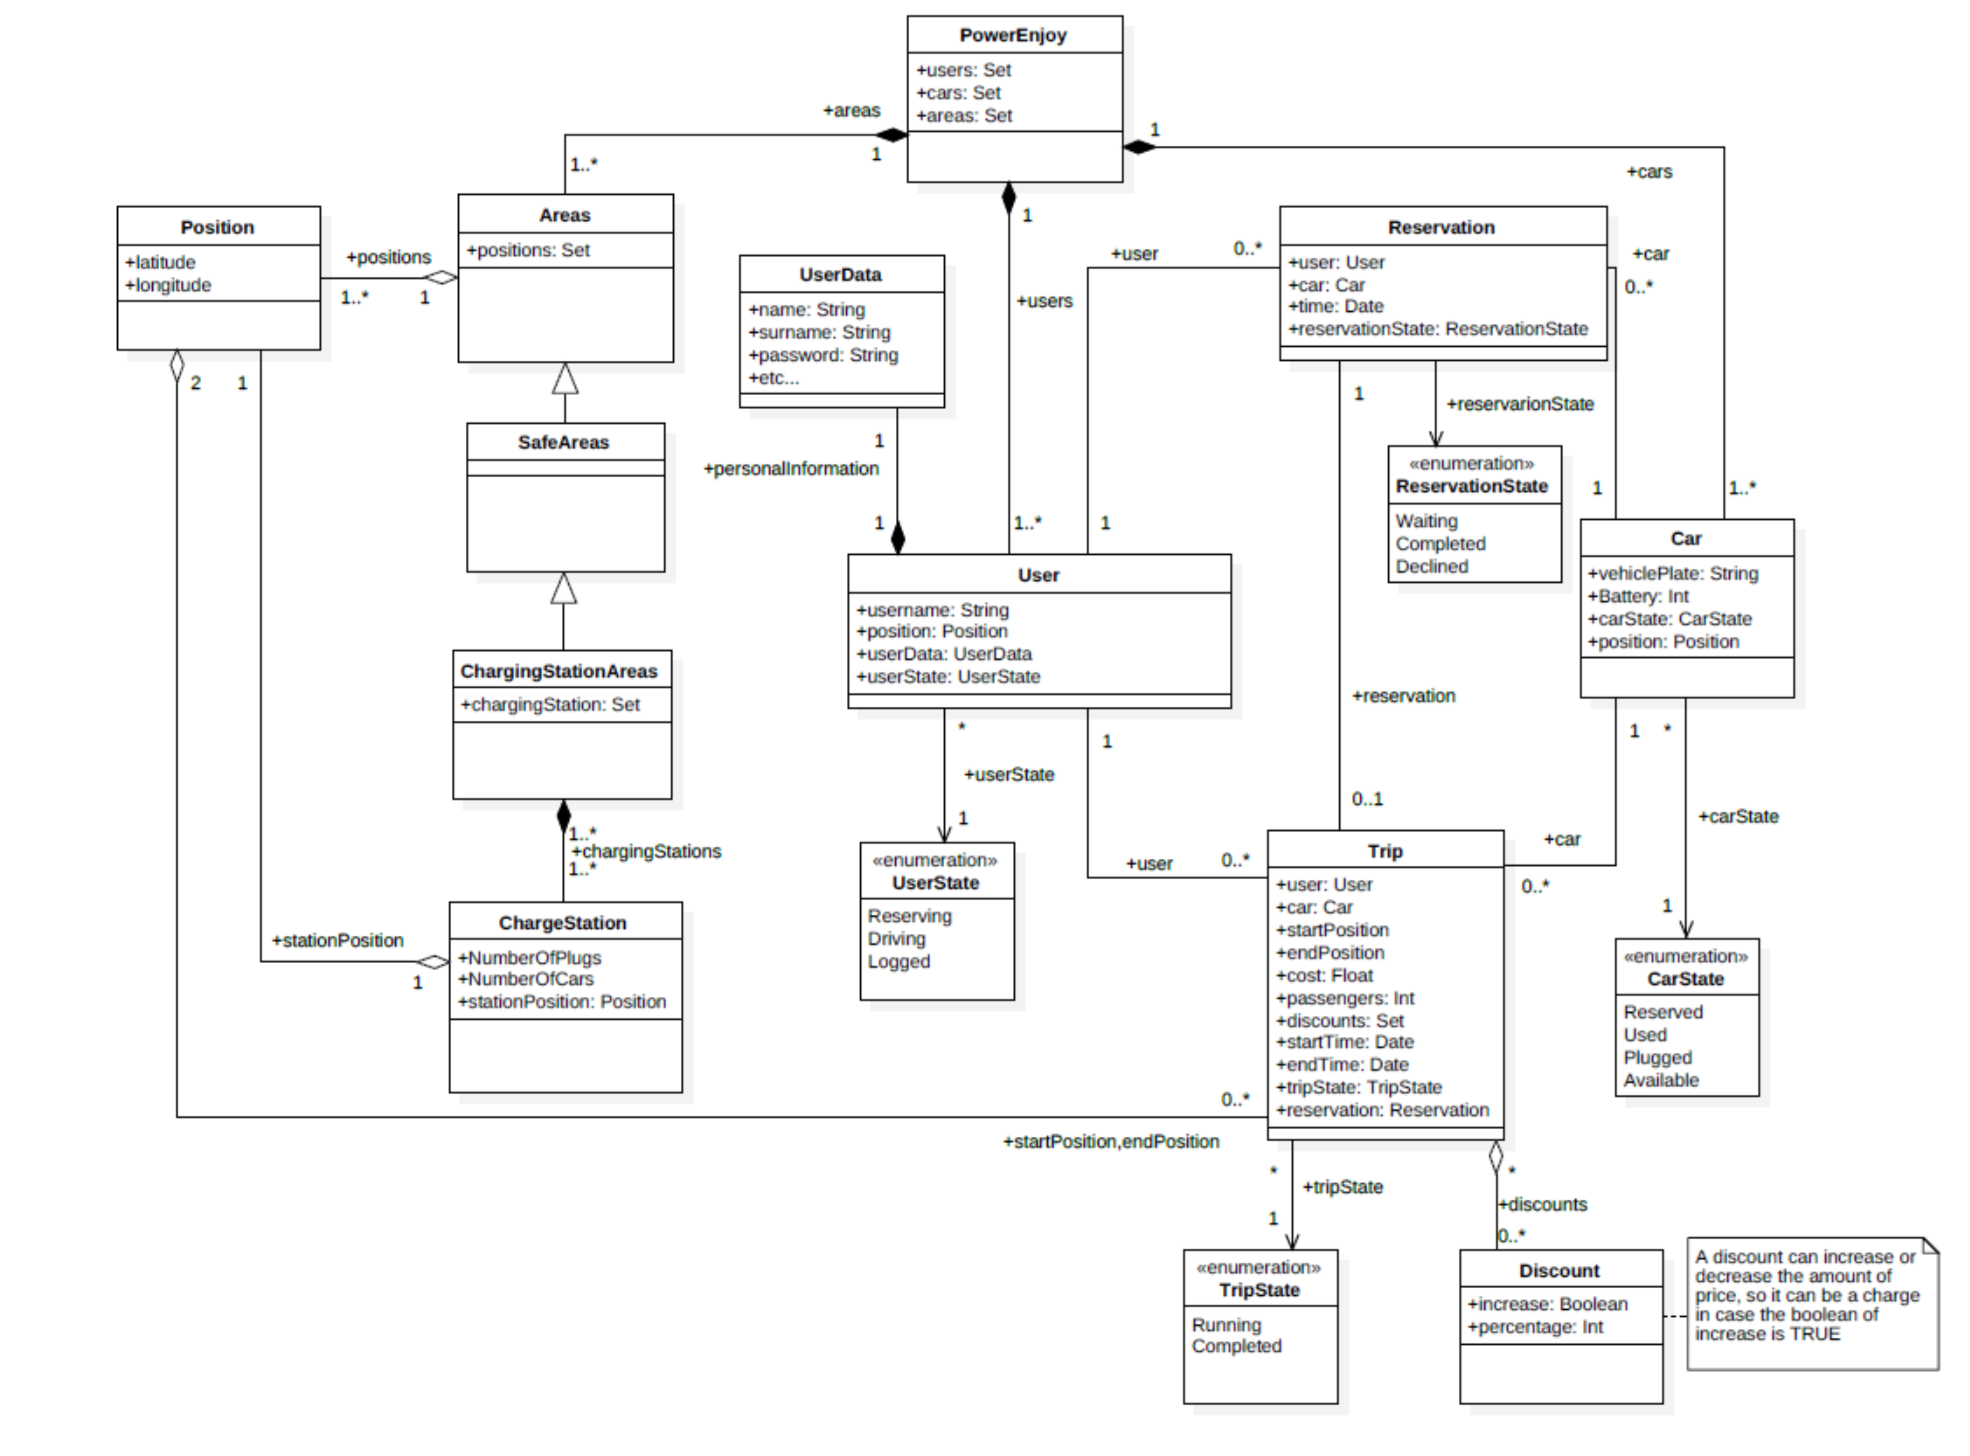 PowerEnjoy
+users: Set
+cars: Set
+areas: Set
+areas
1
1..*
1
+cars
1
+users
1..*
1..*
Position
+latitude
+longitude
+positions
1..*
1
Areas
+positions: Set
UserData
+name: String
+surname: String
+password: String
+etc...
1
+personalInformation
1
+user
0..*
1
Reservation
+user: User
+car: Car
+time: Date
+reservationState: ReservationState
+car
0..*
1
2
1
1
+reservarionState
«enumeration»
ReservationState
Waiting
Completed
Declined
SafeAreas
Car
+vehiclePlate: String
+Battery: Int
+carState: CarState
+position: Position
User
+username: String
+position: Position
+userData: UserData
+userState: UserState
ChargingStationAreas
+chargingStation: Set
+reservation
0..1
1..*
+chargingStations
1..*
*
+userState
1
1
+user
0..*
1
+car
0..*
*
+carState
1
«enumeration»
UserState
Reserving
Driving
Logged
Trip
+user: User
+car: Car
+startPosition
+endPosition
+cost: Float
+passengers: Int
+discounts: Set
+startTime: Date
+endTime: Date
+tripState: TripState
+reservation: Reservation
«enumeration»
CarState
Reserved
Used
Plugged
Available
+stationPosition
1
ChargeStation
+NumberOfPlugs
+NumberOfCars
+stationPosition: Position
0..*
+startPosition,endPosition
*
+tripState
1
*
+discounts
0..*
«enumeration»
TripState
Running
Completed
Discount
+increase: Boolean
+percentage: Int
A discount can increase or
decrease the amount of
price, so it can be a charge
in case the boolean of
increase is TRUE